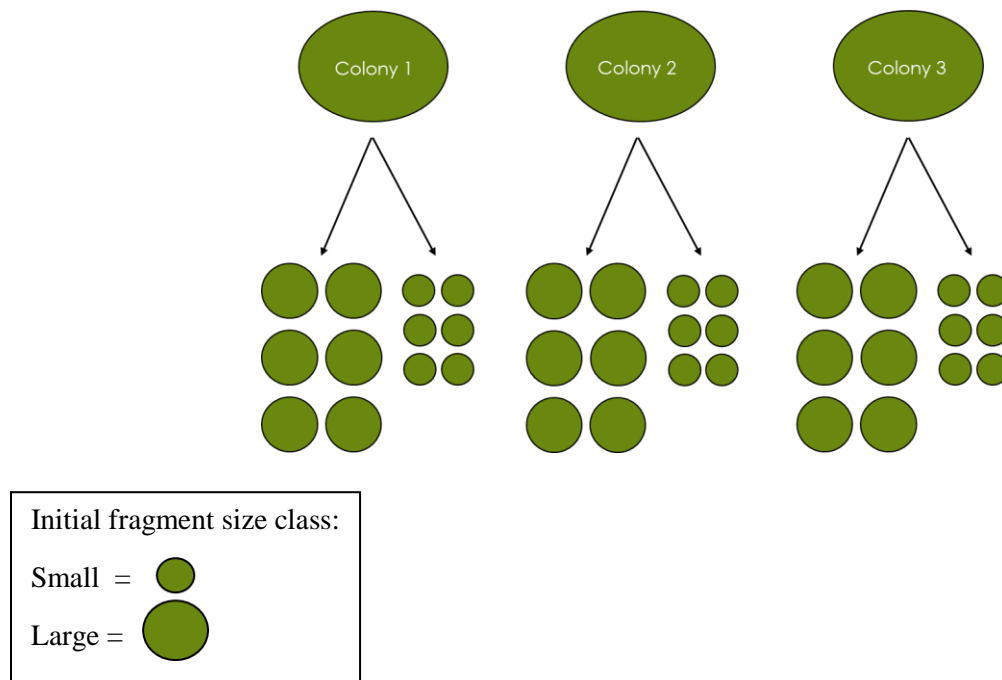 Colony 1
Colony 2
Colony 3
Initial fragment size class:
Small =
Large =